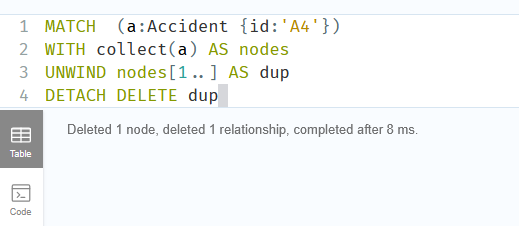 1 MATCH  (a:Accident {id:'A4'})
2 WITH collect(a) AS nodes
3 UNWIND nodes[1..] AS dup
4 DETACH DELETE dup
Table
Deleted 1 node, deleted 1 relationship, completed after 8 ms.
Code